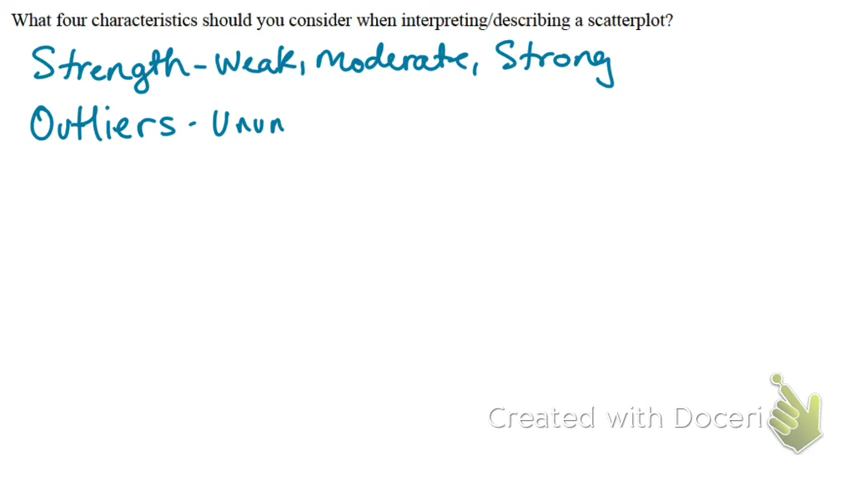 What four characteristics should you consider when interpreting/describing a scatterplot?
Strength - Weak, Moderate, Strong
Outliers - Unun
Created with Doceri